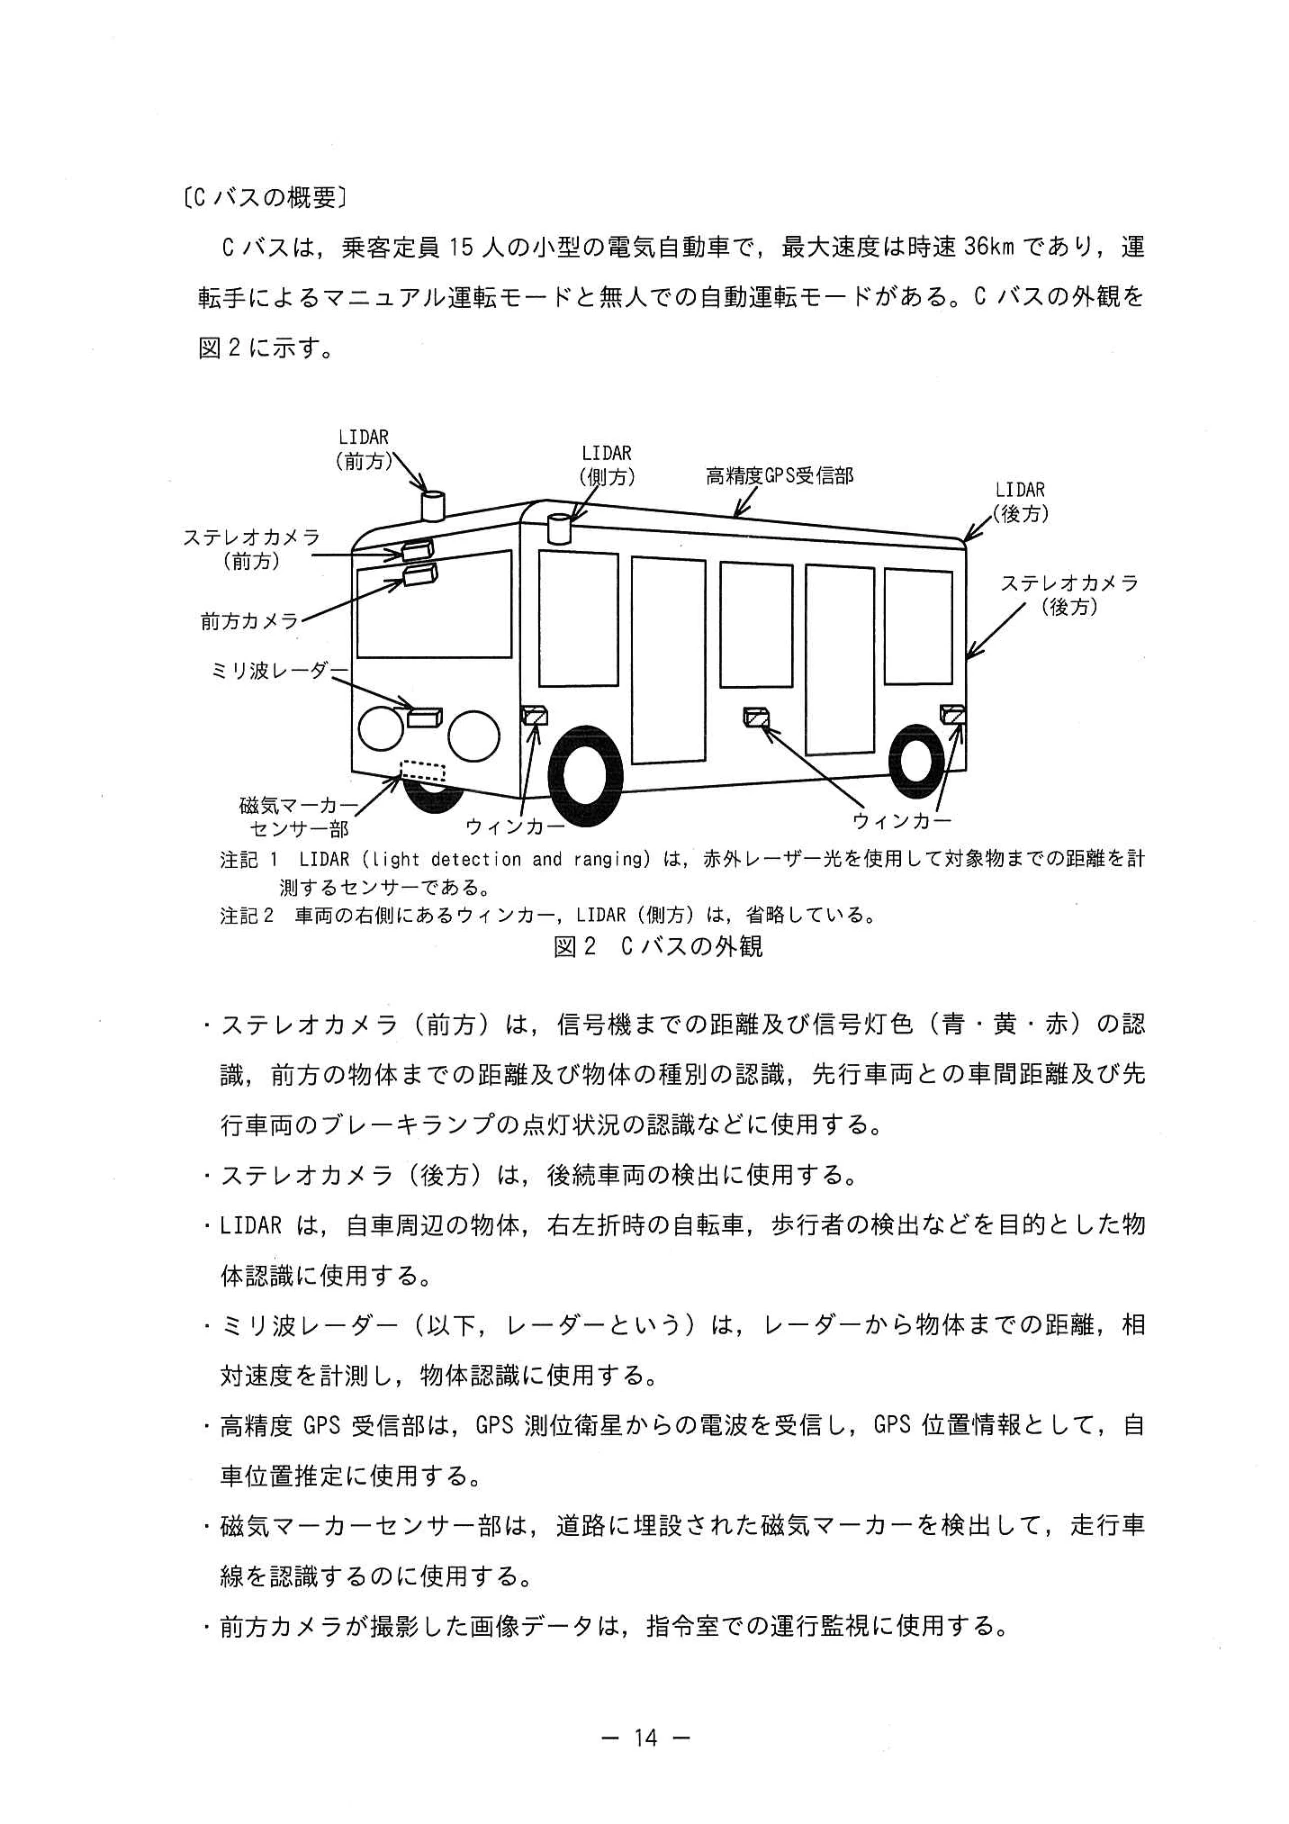 〔C バスの概要〕
C バスは，乗客定員 15 人の小型の電気自動車で，最大速度は時速 36km であり，運
転手によるマニュアル運転モードと無人での自動運転モードがある。C バスの外観を
図 2 に示す。
LIDAR
（前方）
LIDAR
（側方）
高精度GPS受信部
LIDAR
（後方）
ステレオカメラ
（前方）
ステレオカメラ
（後方）
前方カメラ
ミリ波レーダー
磁気マーカー
センサー部
ウィンカー
ウィンカー
注記 1 LIDAR（light detection and ranging）は，赤外レーザー光を使用して対象物までの距離を計
測するセンサーである。
注記 2 車両の右側にあるウィンカー，LIDAR（側方）は，省略している。
図 2 C バスの外観
・ステレオカメラ（前方）は，信号機までの距離及び信号灯色（青・黄・赤）の認
識，前方の物体までの距離及び物体の種別の認識，先行車両との車間距離及び先
行車両のブレーキランプの点灯状況の認識などに使用する。
・ステレオカメラ（後方）は，後続車両の検出に使用する。
・LIDAR は，自車周辺の物体，右左折時の自転車，歩行者の検出などを目的とした物
体認識に使用する。
・ミリ波レーダー（以下，レーダーという）は，レーダーから物体までの距離，相
対速度を計測し，物体認識に使用する。
・高精度 GPS 受信部は，GPS 測位衛星からの電波を受信し，GPS 位置情報として，自
車位置推定に使用する。
・磁気マーカーセンサー部は，道路に埋設された磁気マーカーを検出して，走行車
線を認識するのに使用する。
・前方カメラが撮影した画像データは，指令室での運行監視に使用する。
－ 14 －